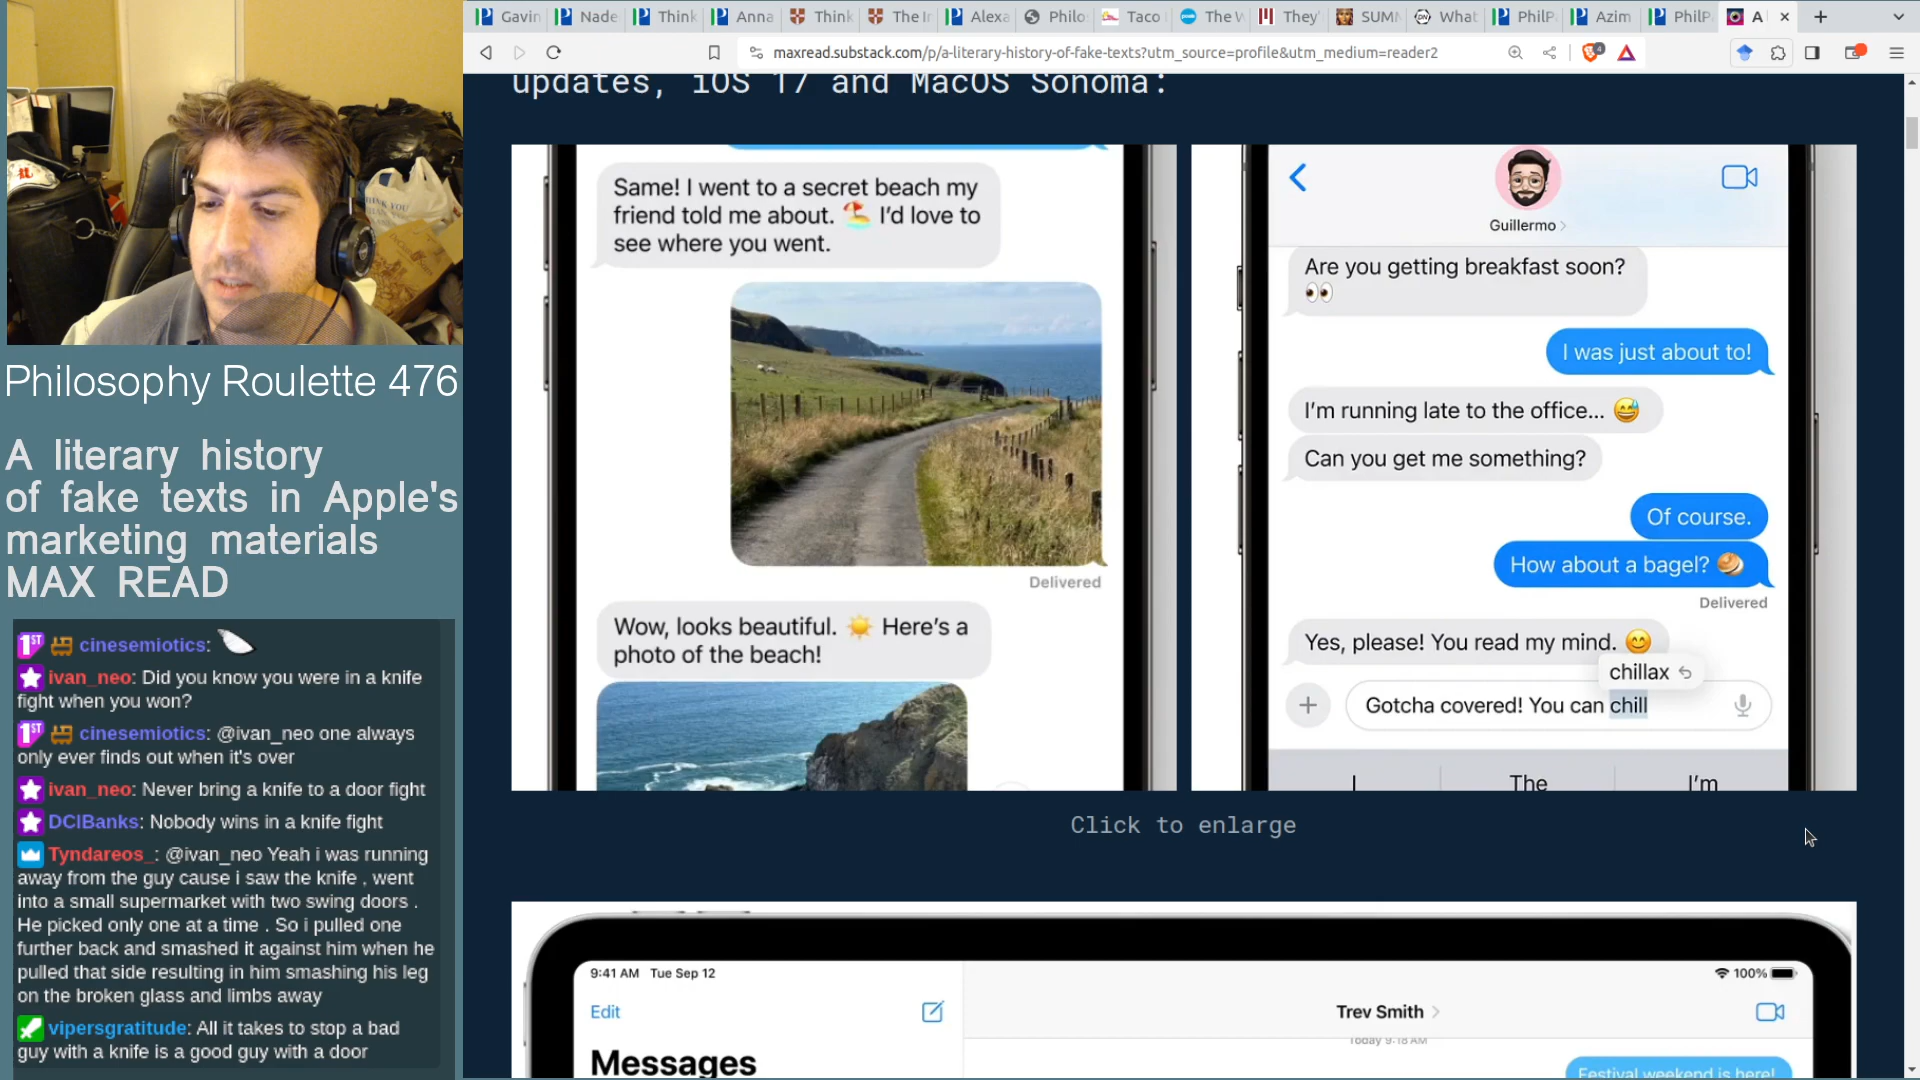 Gavin
Nade
Think
Anna
Think
The Ir
Alexa
Philo
Taco
The V
They'
SUMN
What
PhilP
Azim
PhilP
A
maxread.substack.com/p/a-literary-history-of-fake-texts?utm_source=profile&utm_medium=reader2
4
updates, iOS 17 and MacOS Sonoma:
Same! I went to a secret beach my
friend told me about. 🏖️ I'd love to
see where you went.
Delivered
Wow, looks beautiful. ☀️ Here's a
photo of the beach!
Guillermo
Are you getting breakfast soon?
👀
I was just about to!
I'm running late to the office... 😅
Can you get me something?
Of course.
How about a bagel? 🥯
Delivered
Yes, please! You read my mind. 😊
chillax
Gotcha covered! You can chill
I
The
I'm
Click to enlarge
9:41 AM Tue Sep 12
100%
Edit
Trev Smith
Today 9:18 AM
Messages
Festival weekend is here!
Philosophy Roulette 476
A literary history
of fake texts in Apple's
marketing materials
MAX READ
1ST cinesemiotics:
ivan_neo: Did you know you were in a knife
fight when you won?
1ST cinesemiotics: @ivan_neo one always
only ever finds out when it's over
ivan_neo: Never bring a knife to a door fight
DCIBanks: Nobody wins in a knife fight
Tyndareos_: @ivan_neo Yeah i was running
away from the guy cause i saw the knife , went
into a small supermarket with two swing doors .
He picked only one at a time . So i pulled one
further back and smashed it against him when he
pulled that side resulting in him smashing his leg
on the broken glass and limbs away
vipersgratitude: All it takes to stop a bad
guy with a knife is a good guy with a door